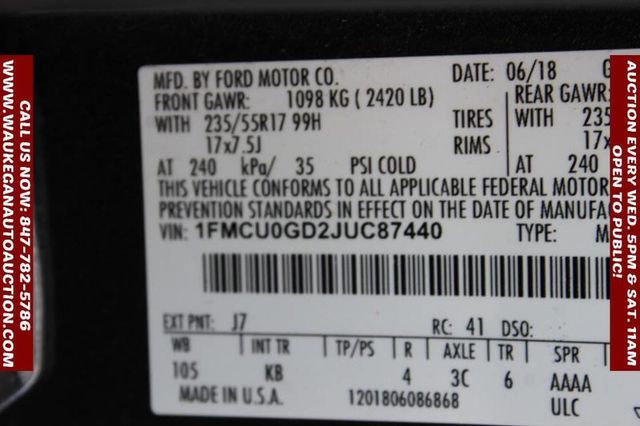 CALL US NOW: 847-782-5786
WWW.WAUKEGANAUTOAUCTION.COM
MFD. BY FORD MOTOR CO. DATE: 06/18 G
FRONT GAWR: 1098 KG ( 2420 LB) REAR GAWR:
WITH 235/55R17 99H TIRES WITH 235
17x7.5J RIMS 17x
AT 240 kPa/ 35 PSI COLD AT 240
THIS VEHICLE CONFORMS TO ALL APPLICABLE FEDERAL MOTOR
PREVENTION STANDARDS IN EFFECT ON THE DATE OF MANUFA
VIN: 1FMCU0GD2JUC87440 TYPE: M
EXT PNT: J7 RC: 41 DSO:
WB INT TR TP/PS R AXLE TR SPR
105 KB 4 3C 6 AAAA
MADE IN U.S.A. 1201806086868 ULC
AUCTION EVERY WED. 5PM & SAT. 11AM
OPEN TO PUBLIC!